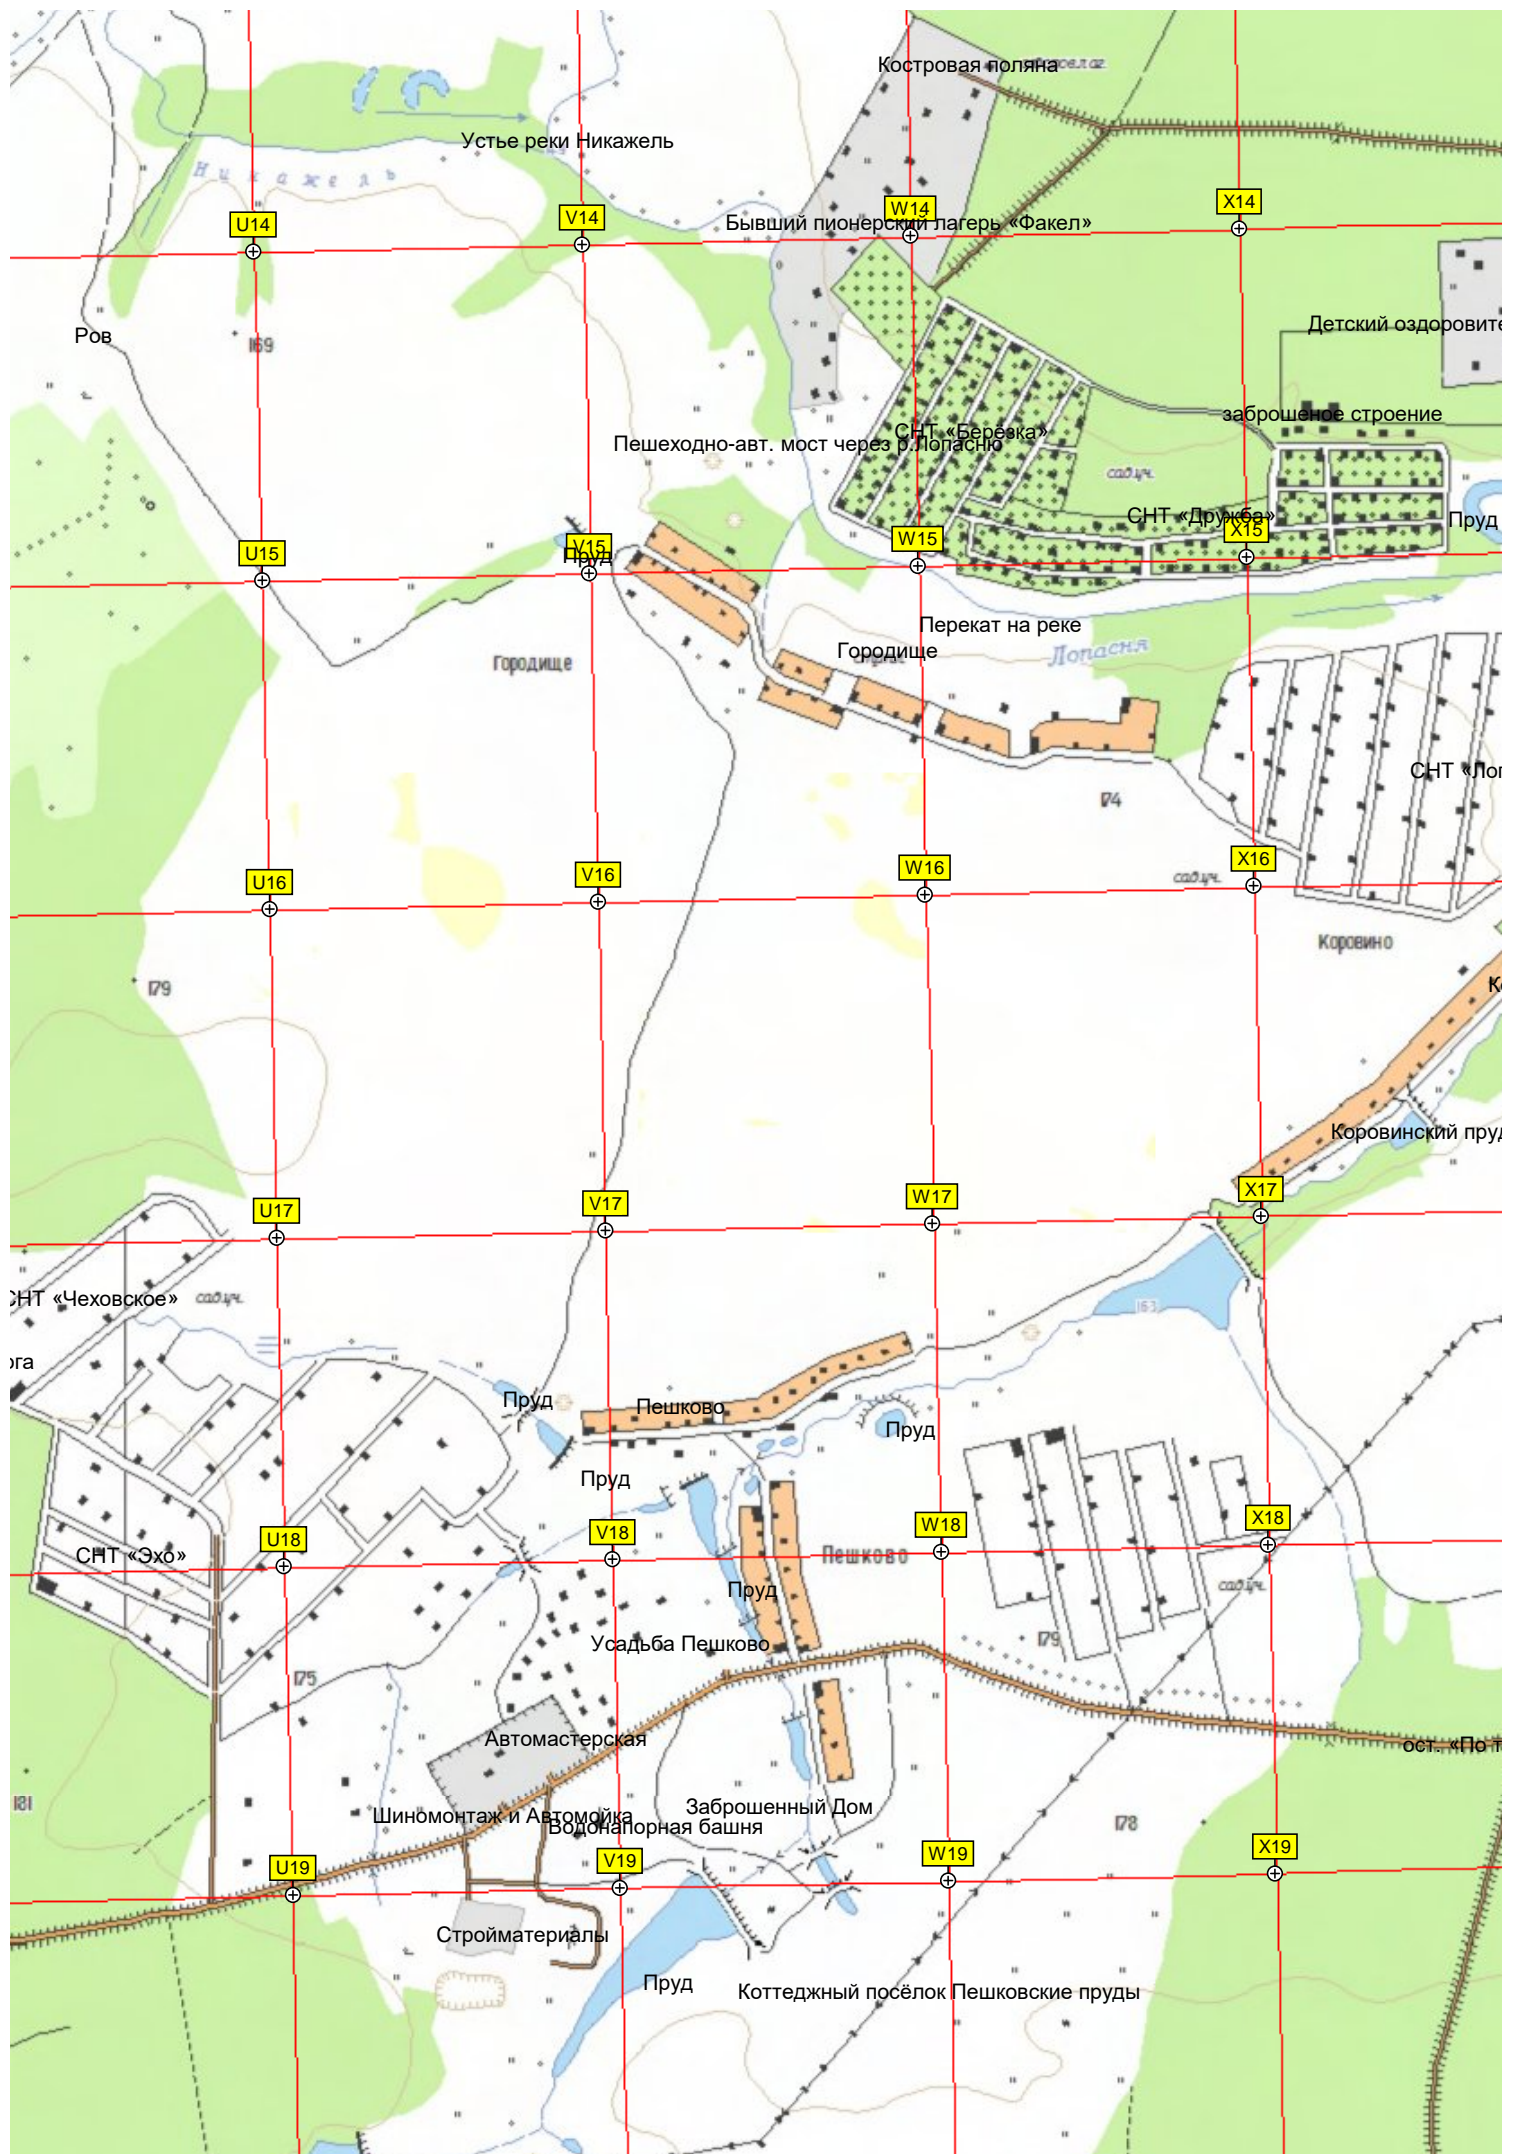 Костровая поляна
Устье реки Никажель
Никажель
W14
X14
V14
U14
Бывший пионерский лагерь «Факел»
Ров
169
Детский оздоровите
заброшеное строение
СНТ «Берёзка»
Пешеходно-авт. мост через р.Лопасню
сад.уч.
СНТ «Дружба»
Пруд
X15
W15
V15
U15
Пруд
Перекат на реке
Городище
Лопасня
Городище
СНТ «Лоп
174
X16
W16
V16
U16
сад.уч.
Коровино
179
Ко
Коровинский пруд
X17
W17
V17
U17
СНТ «Чеховское»
сад.уч.
163
ога
Пруд
Пешково
Пруд
Пруд
X18
W18
V18
U18
Пешково
СНТ «Эхо»
Пруд
сад.уч.
Усадьба Пешково
179
175
Автомастерская
ост. «По т
181
Шиномонтаж и Автомойка
Заброшенный Дом
Водонапорная башня
178
X19
W19
V19
U19
Стройматериалы
Пруд
Коттеджный посёлок Пешковские пруды